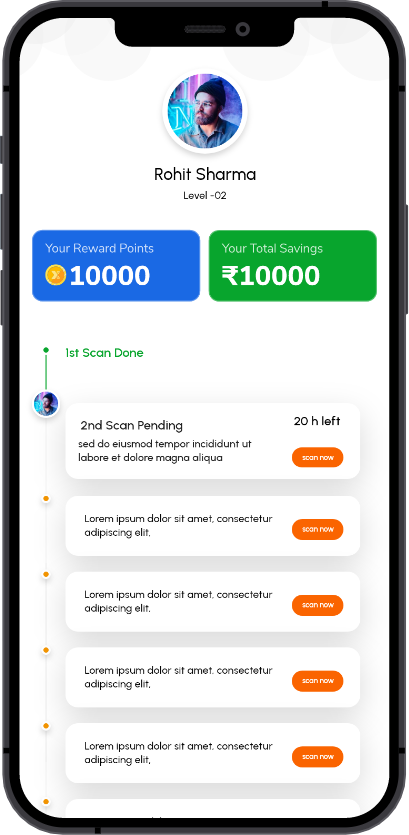 Rohit Sharma
Level -02
Your Reward Points
10000
Your Total Savings
₹10000
1st Scan Done
2nd Scan Pending
20 h left
sed do eiusmod tempor incididunt ut
labore et dolore magna aliqua
scan now
Lorem ipsum dolor sit amet, consectetur
adipiscing elit,
scan now
Lorem ipsum dolor sit amet, consectetur
adipiscing elit,
scan now
Lorem ipsum dolor sit amet, consectetur
adipiscing elit,
scan now
Lorem ipsum dolor sit amet, consectetur
adipiscing elit,
scan now